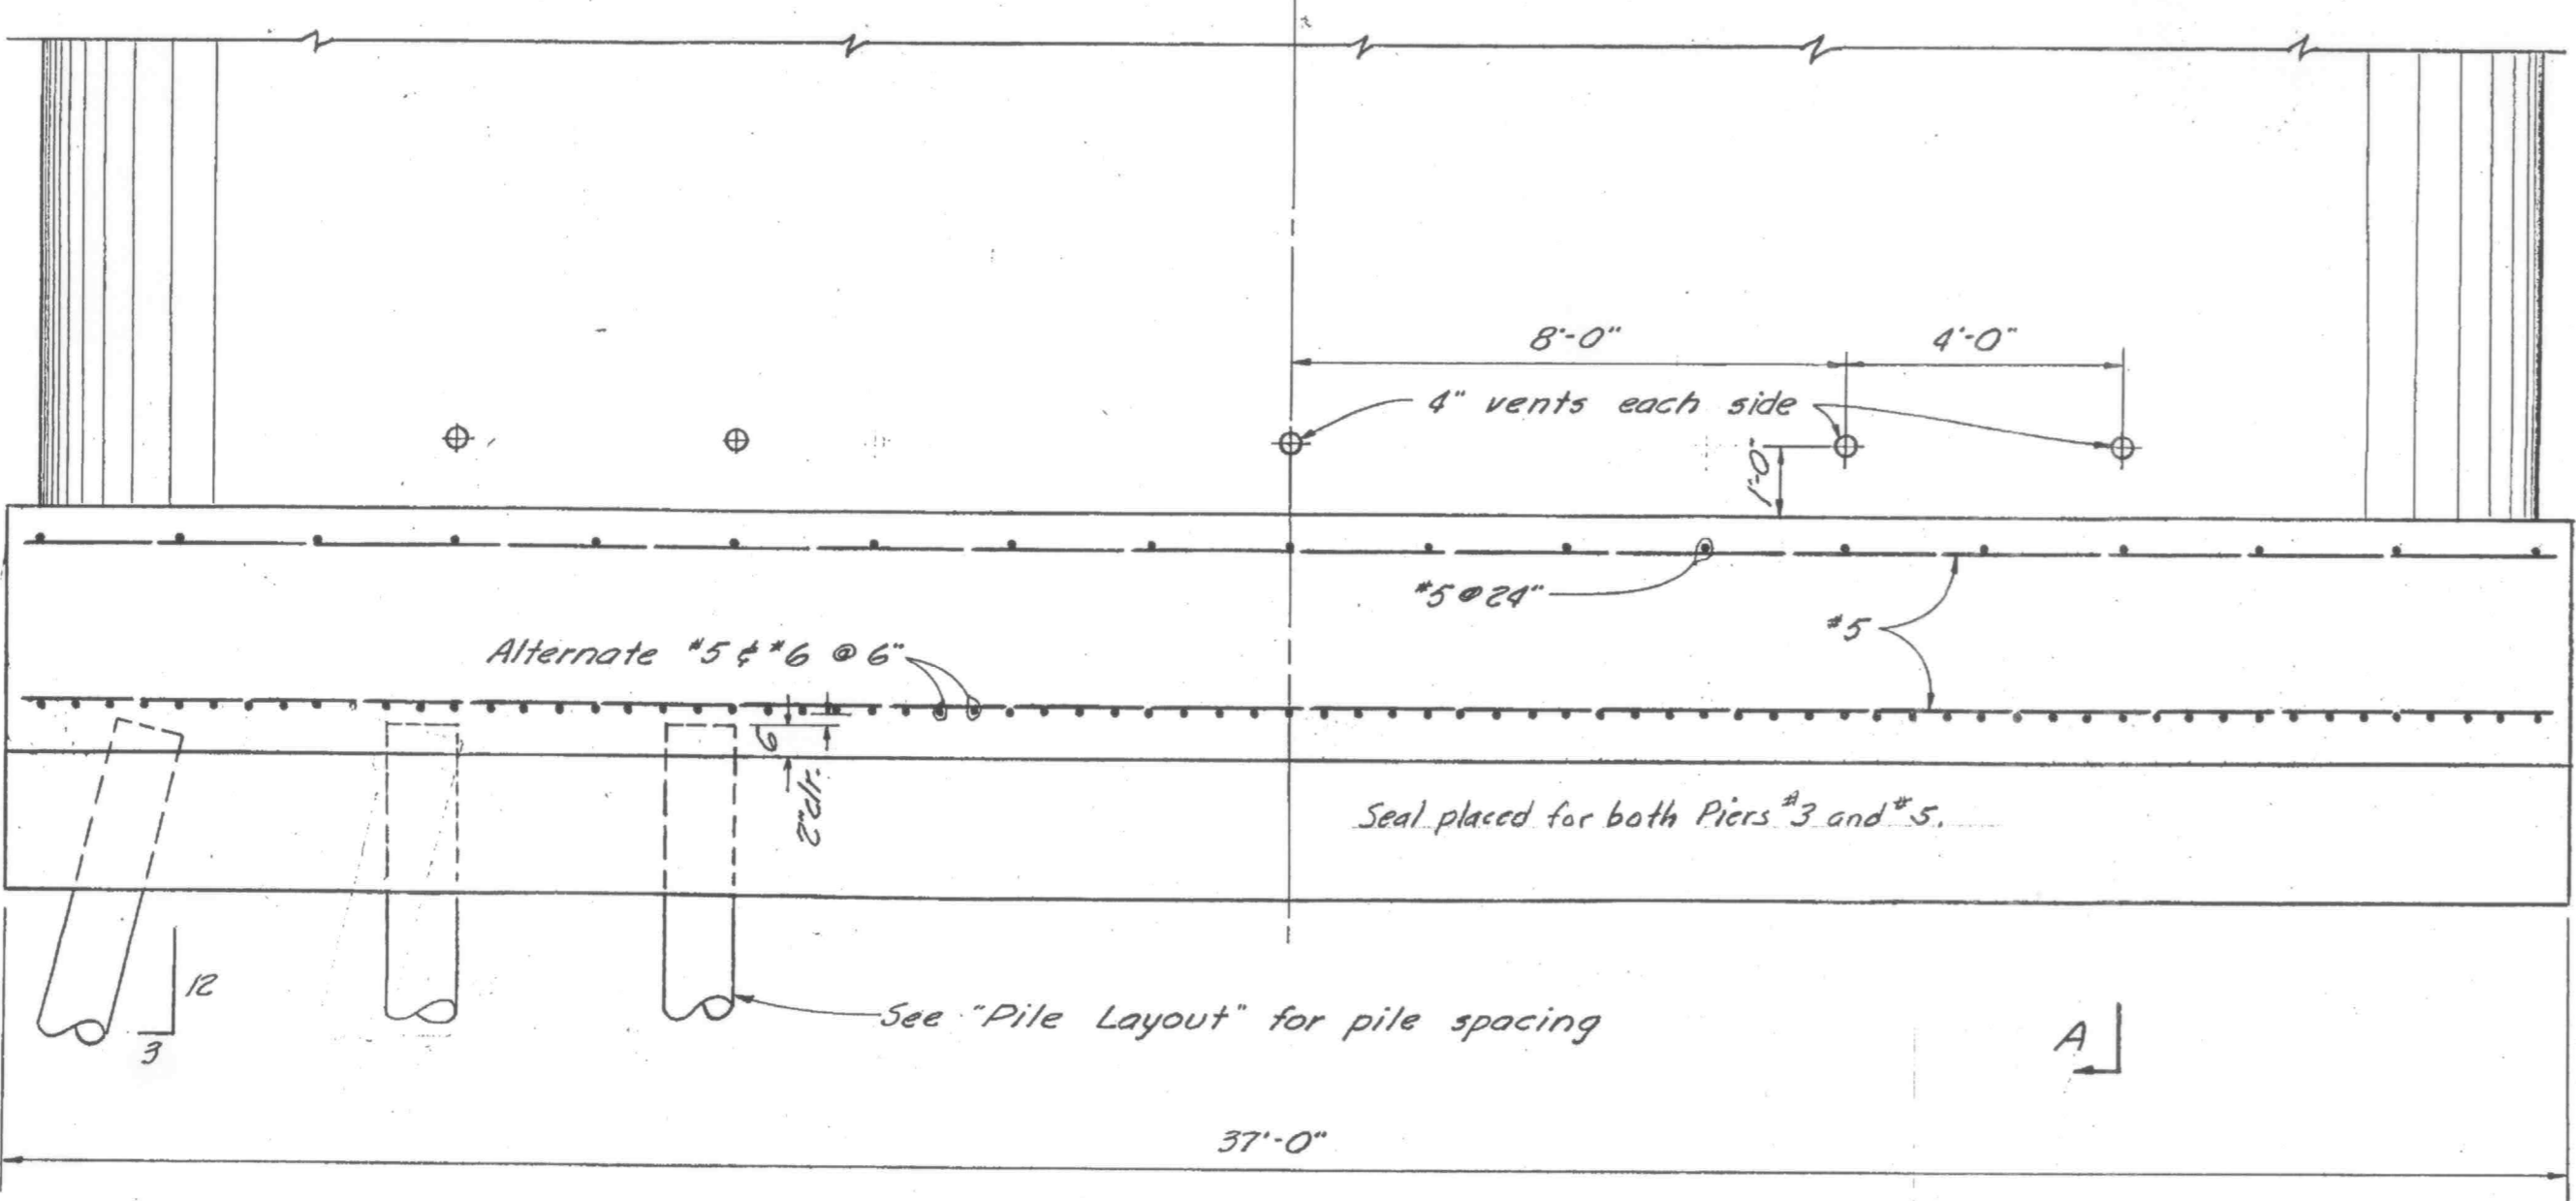 8'-0"
4'-0"
4" vents each side
1'-0"
#5 @ 24"
#5
Alternate #5 & #6 @ 6"
6
2" clr.
Seal placed for both Piers #3 and #5.
12
3
See "Pile Layout" for pile spacing
A
37'-0"